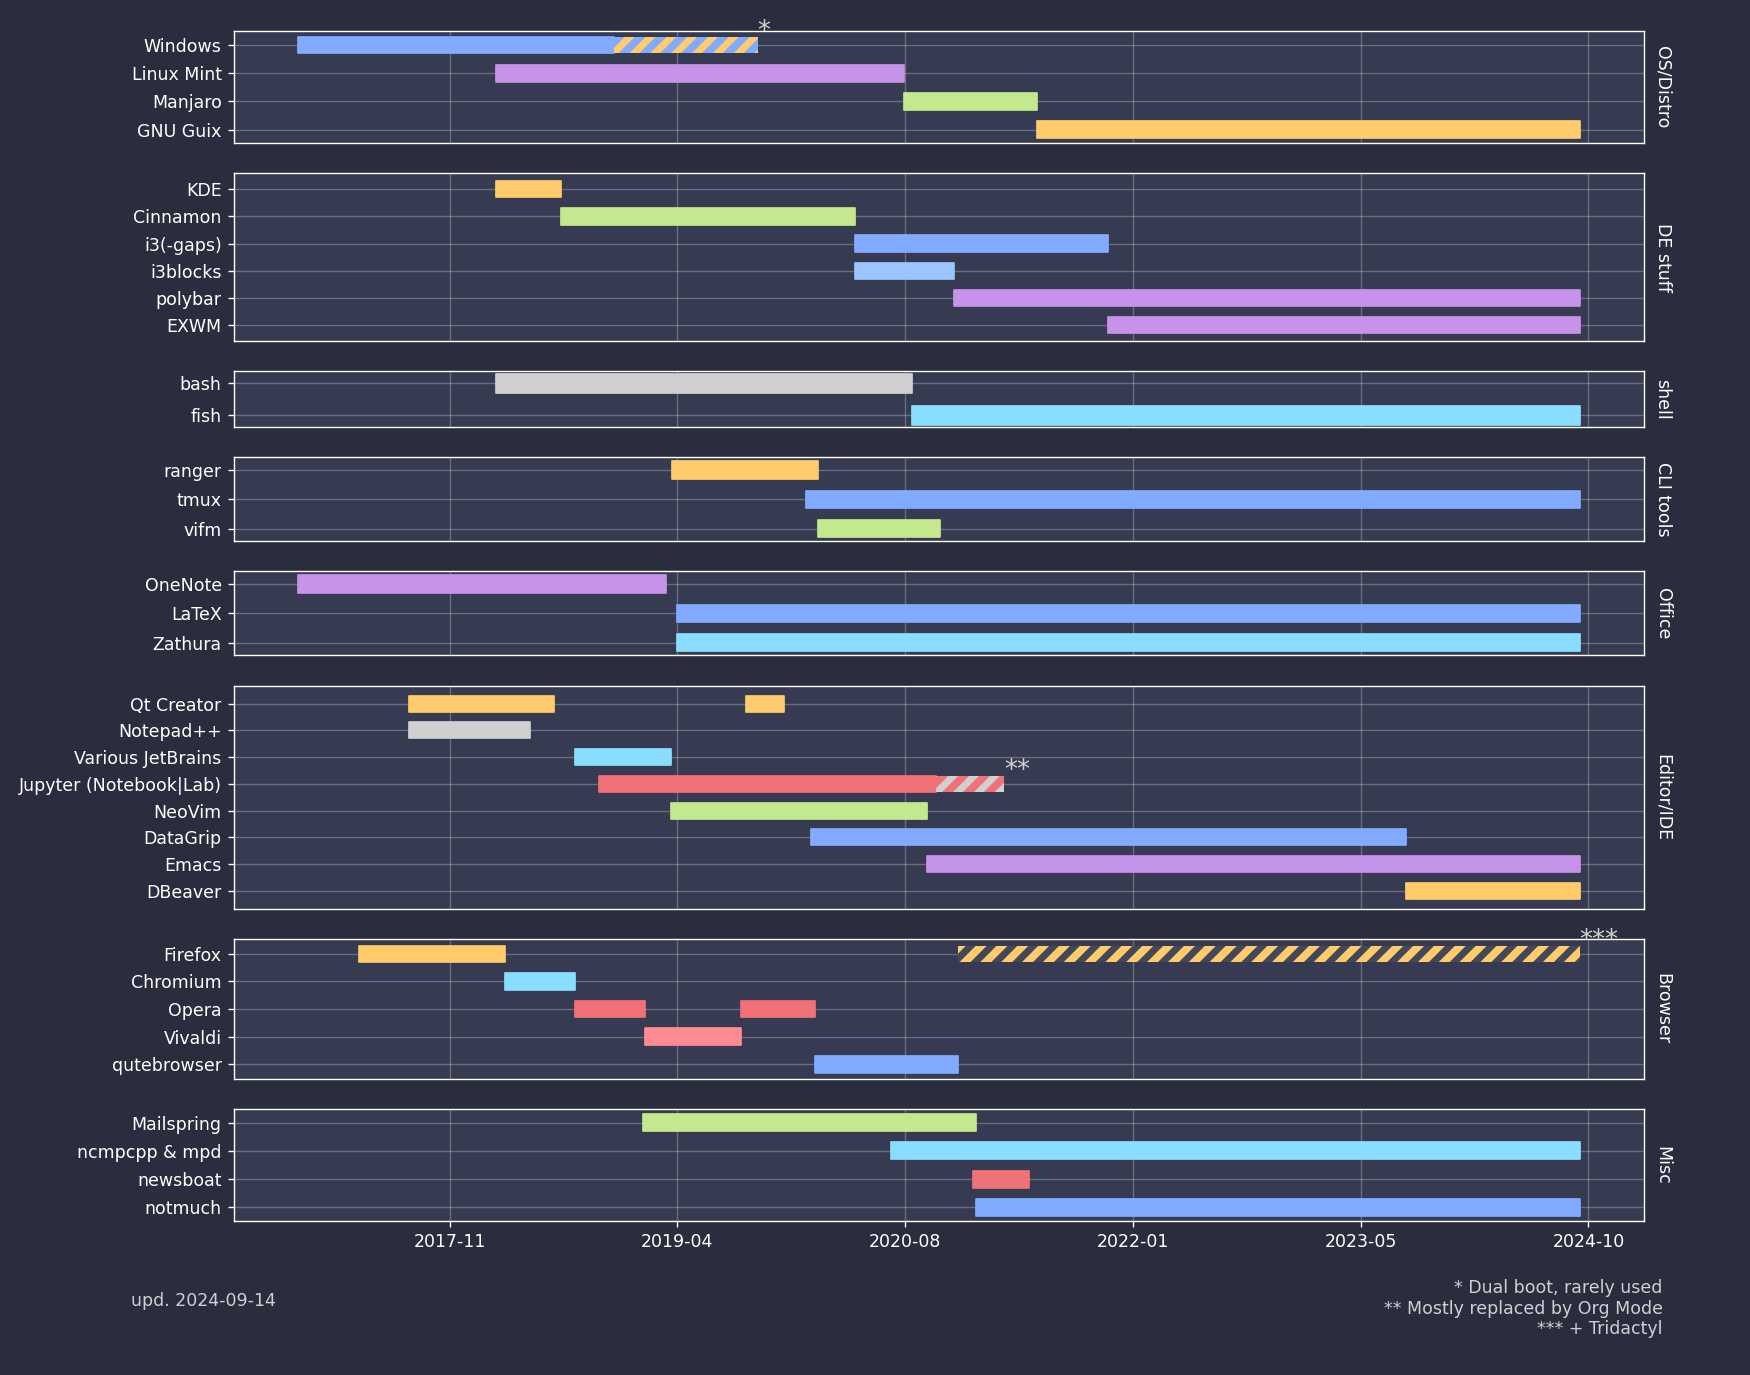 *
Windows
Linux Mint
Manjaro
GNU Guix
OS/Distro
KDE
Cinnamon
i3(-gaps)
i3blocks
polybar
EXWM
DE stuff
bash
fish
shell
ranger
tmux
vifm
CLI tools
OneNote
LaTeX
Zathura
Office
Qt Creator
Notepad++
Various JetBrains
**
Jupyter (Notebook|Lab)
NeoVim
DataGrip
Emacs
DBeaver
Editor/IDE
***
Firefox
Chromium
Opera
Vivaldi
qutebrowser
Browser
Mailspring
ncmpcpp & mpd
newsboat
notmuch
Misc
2017-11 2019-04 2020-08 2022-01 2023-05 2024-10
upd. 2024-09-14
* Dual boot, rarely used
** Mostly replaced by Org Mode
*** + Tridactyl